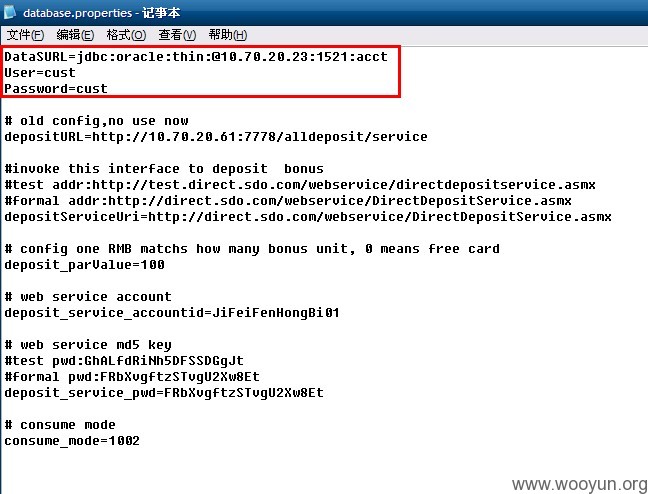 database.properties - 记事本
文件(F) 编辑(E) 格式(O) 查看(V) 帮助(H)
DataSURL=jdbc:oracle:thin:@10.70.20.23:1521:acct
User=cust
Password=cust
# old config,no use now
depositURL=http://10.70.20.61:7778/alldeposit/service
#invoke this interface to deposit  bonus
#test addr:http://test.direct.sdo.com/webservice/directdepositservice.asmx
#formal addr:http://direct.sdo.com/webservice/DirectDepositService.asmx
depositServiceUri=http://direct.sdo.com/webservice/DirectDepositService.asmx
# config one RMB matchs how many bonus unit, 0 means free card
deposit_parValue=100
# web service account
deposit_service_accountid=JiFeiFenHongBi01
# web service md5 key
#test pwd:GhALfdRiNh5DFSSDGgJt
#formal pwd:FRbXvgftzSTvgU2Xw8Et
deposit_service_pwd=FRbXvgftzSTvgU2Xw8Et
# consume mode
consume_mode=1002
www.wooyun.org